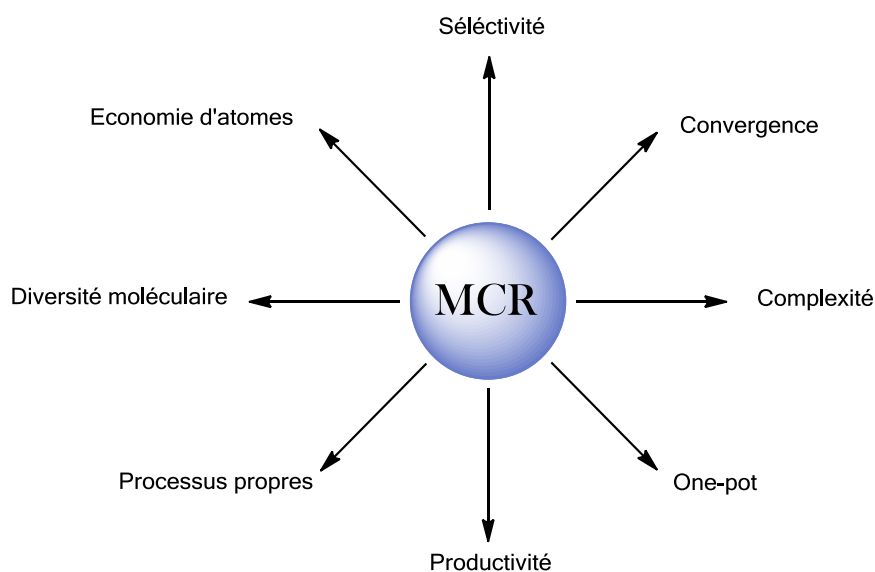 Séléctivité
Economie d'atomes
Convergence
Diversité moléculaire
MCR
Complexité
Processus propres
One-pot
Productivité